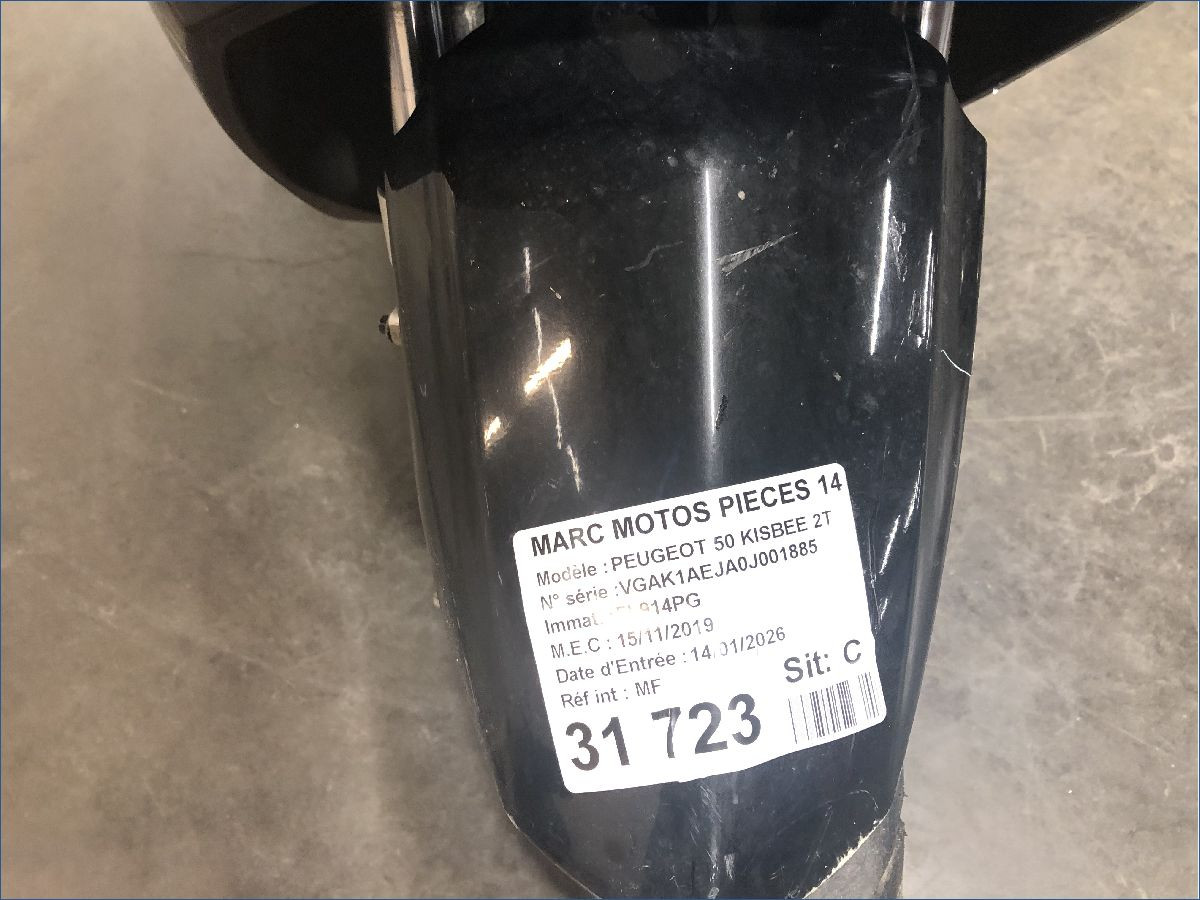 MARC MOTOS PIECES 14
Modèle : PEUGEOT 50 KISBEE 2T
N° série :VGAK1AEJA0J001885
Immat.
M.E.C : 15/11/2019
Date d'Entrée : 14/01/2026
Réf int : MF
Sit: C
31 723